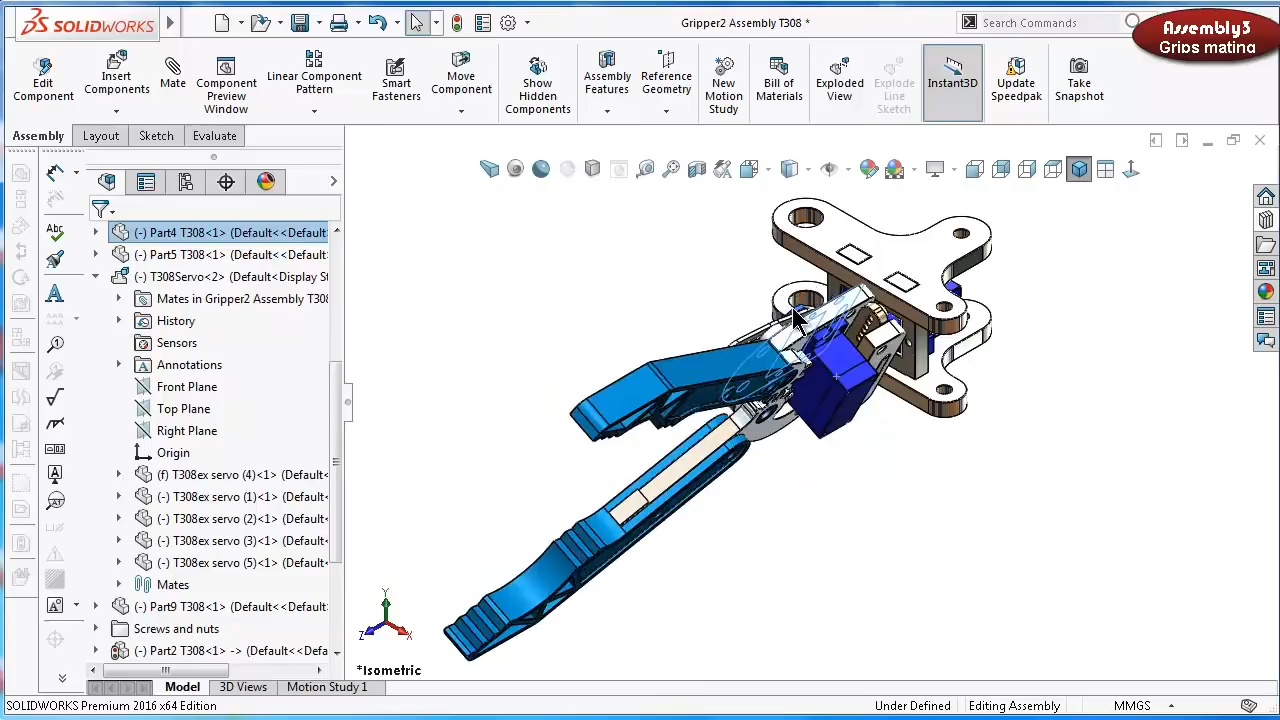 SOLIDWORKS
Gripper2 Assembly T308 *
Search Commands
Assembly3
Grips matina
Edit Component
Insert Components
Mate
Component Preview Window
Linear Component Pattern
Smart Fasteners
Move Component
Show Hidden Components
Assembly Features
Reference Geometry
New Motion Study
Bill of Materials
Exploded View
Explode Line Sketch
Instant3D
Update Speedpak
Take Snapshot
Assembly
Layout
Sketch
Evaluate
(-) Part4 T308<1> (Default<<Default
(-) Part5 T308<1> (Default<<Default
(-) T308Servo<2> (Default<Display St
Mates in Gripper2 Assembly T308
History
Sensors
Annotations
Front Plane
Top Plane
Right Plane
Origin
(f) T308ex servo (4)<1> (Default<
(-) T308ex servo (1)<1> (Default<
(-) T308ex servo (2)<1> (Default<
(-) T308ex servo (3)<1> (Default<
(-) T308ex servo (5)<1> (Default<
Mates
(-) Part9 T308<1> (Default<<Default
Screws and nuts
(-) Part2 T308<1> -> (Default<<Defa
Abc
Y
Z
X
*Isometric
Model
3D Views
Motion Study 1
SOLIDWORKS Premium 2016 x64 Edition
Under Defined
Editing Assembly
MMGS